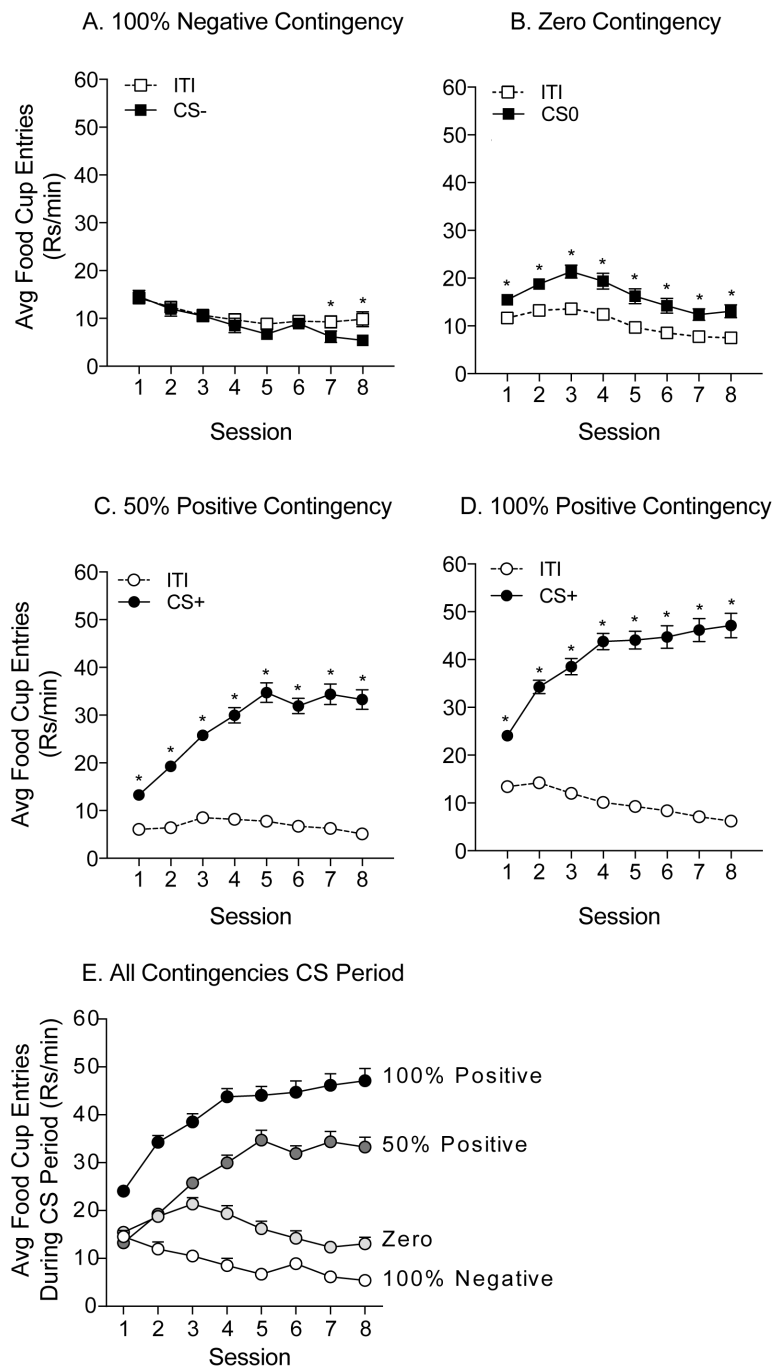 A. 100% Negative Contingency
Avg Food Cup Entries
(Rs/min)
60
50
40
30
20
10
0
ITI
CS-
* *
1 2 3 4 5 6 7 8
Session
B. Zero Contingency
60
50
40
30
20
10
0
ITI
CS0
* * * * * * * *
1 2 3 4 5 6 7 8
Session
C. 50% Positive Contingency
Avg Food Cup Entries
(Rs/min)
60
50
40
30
20
10
0
ITI
CS+
* * * * * * * *
1 2 3 4 5 6 7 8
Session
D. 100% Positive Contingency
60
50
40
30
20
10
0
ITI
CS+
* * * * * * * *
1 2 3 4 5 6 7 8
Session
E. All Contingencies CS Period
Avg Food Cup Entries
During CS Period (Rs/min)
60
50
40
30
20
10
0
100% Positive
50% Positive
Zero
100% Negative
1 2 3 4 5 6 7 8
Session